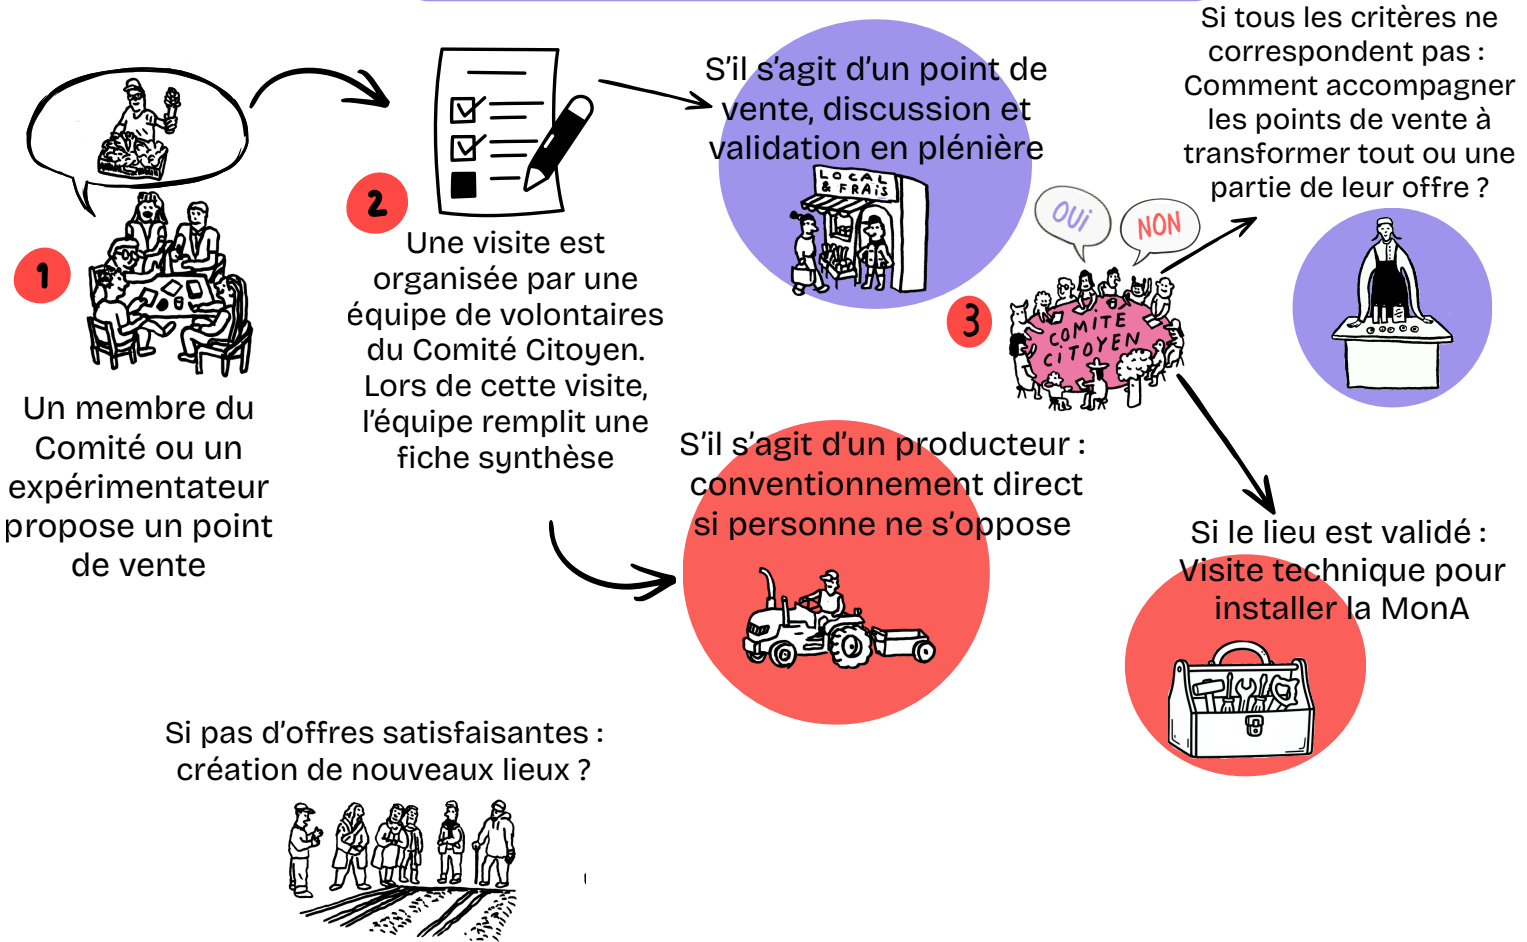 1
Un membre du
Comité ou un
expérimentateur
propose un point
de vente
2
Une visite est
organisée par une
équipe de volontaires
du Comité Citoyen.
Lors de cette visite,
l'équipe remplit une
fiche synthèse
S'il s'agit d'un point de
vente, discussion et
validation en plénière
LOCAL
& FRAiS
S'il s'agit d'un producteur :
conventionnement direct
si personne ne s'oppose
3
OUi
NON
COMiTE
CiTOYEN
Si tous les critères ne
correspondent pas :
Comment accompagner
les points de vente à
transformer tout ou une
partie de leur offre ?
Si le lieu est validé :
Visite technique pour
installer la MonA
Si pas d'offres satisfaisantes :
création de nouveaux lieux ?